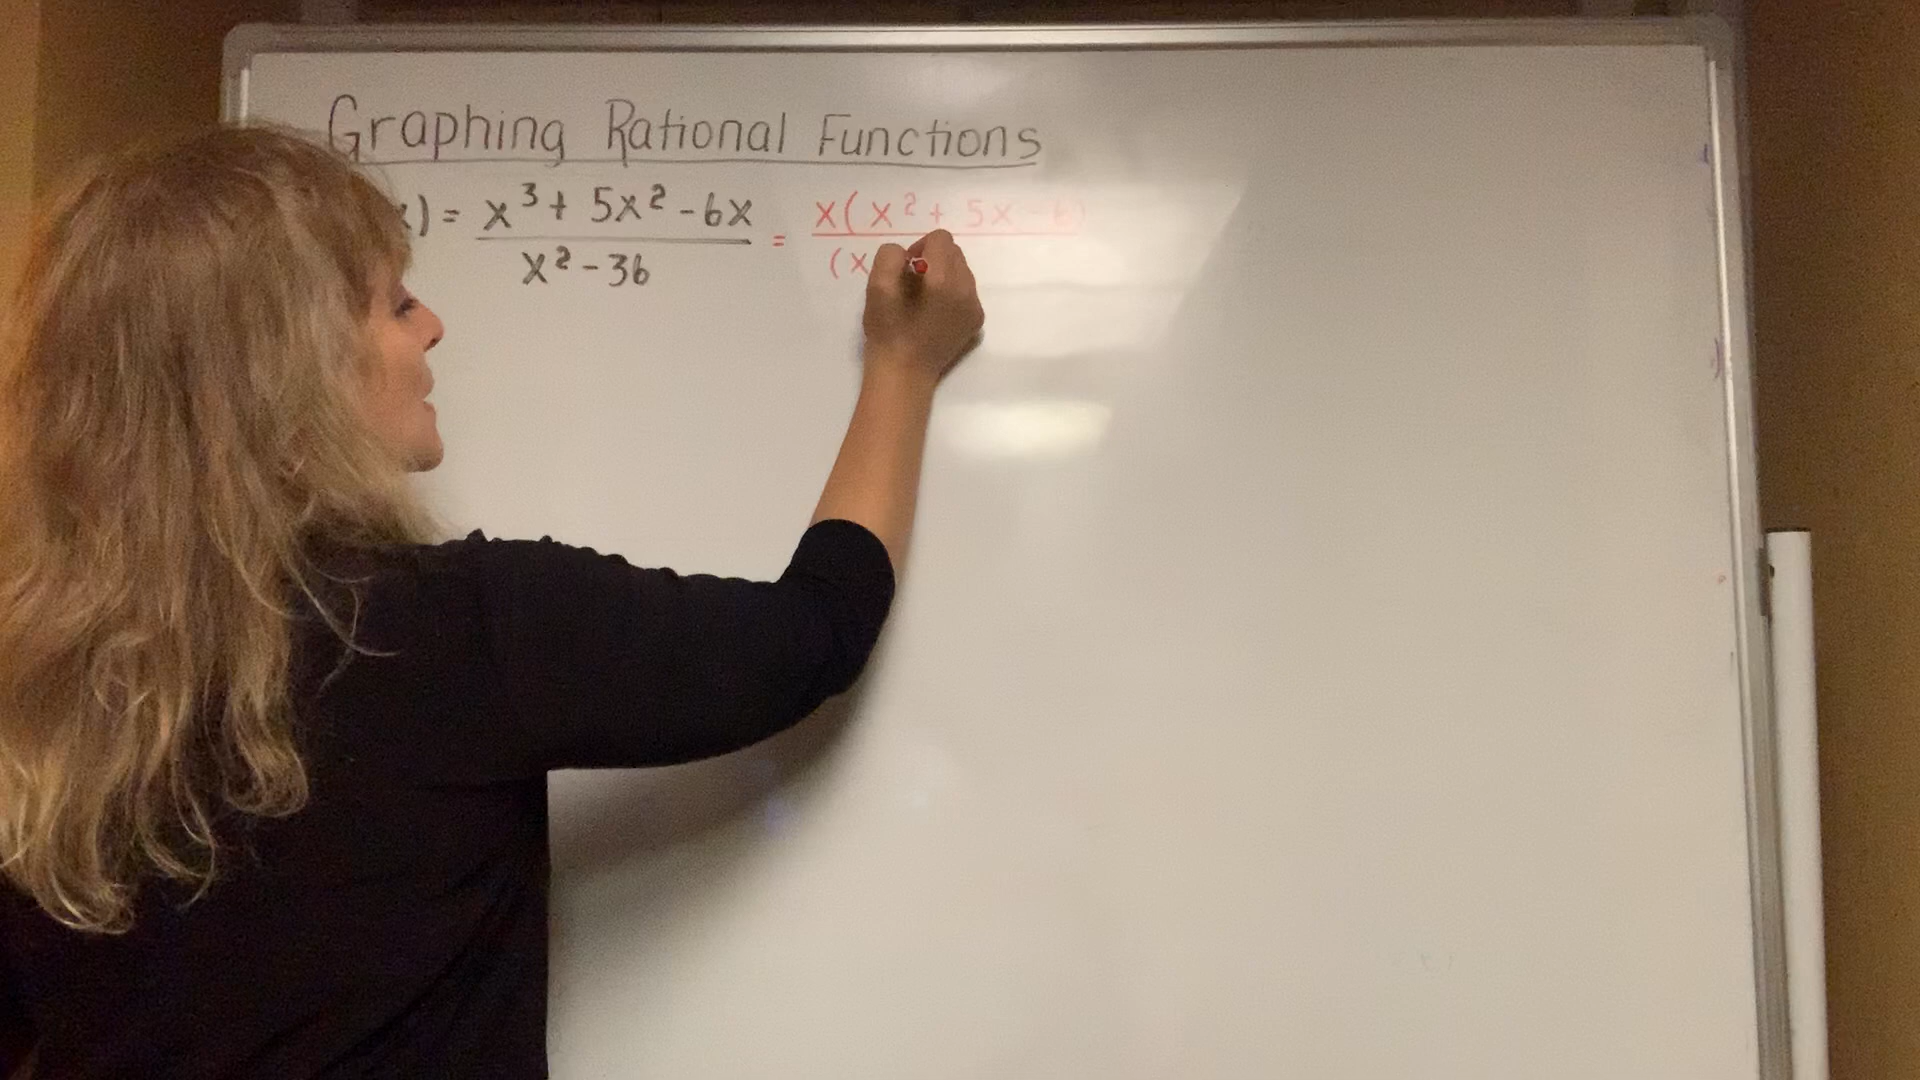 Graphing Rational Functions
x) = x³ + 5x² - 6x / x² - 36 = x(x² + 5x - 6) / (x